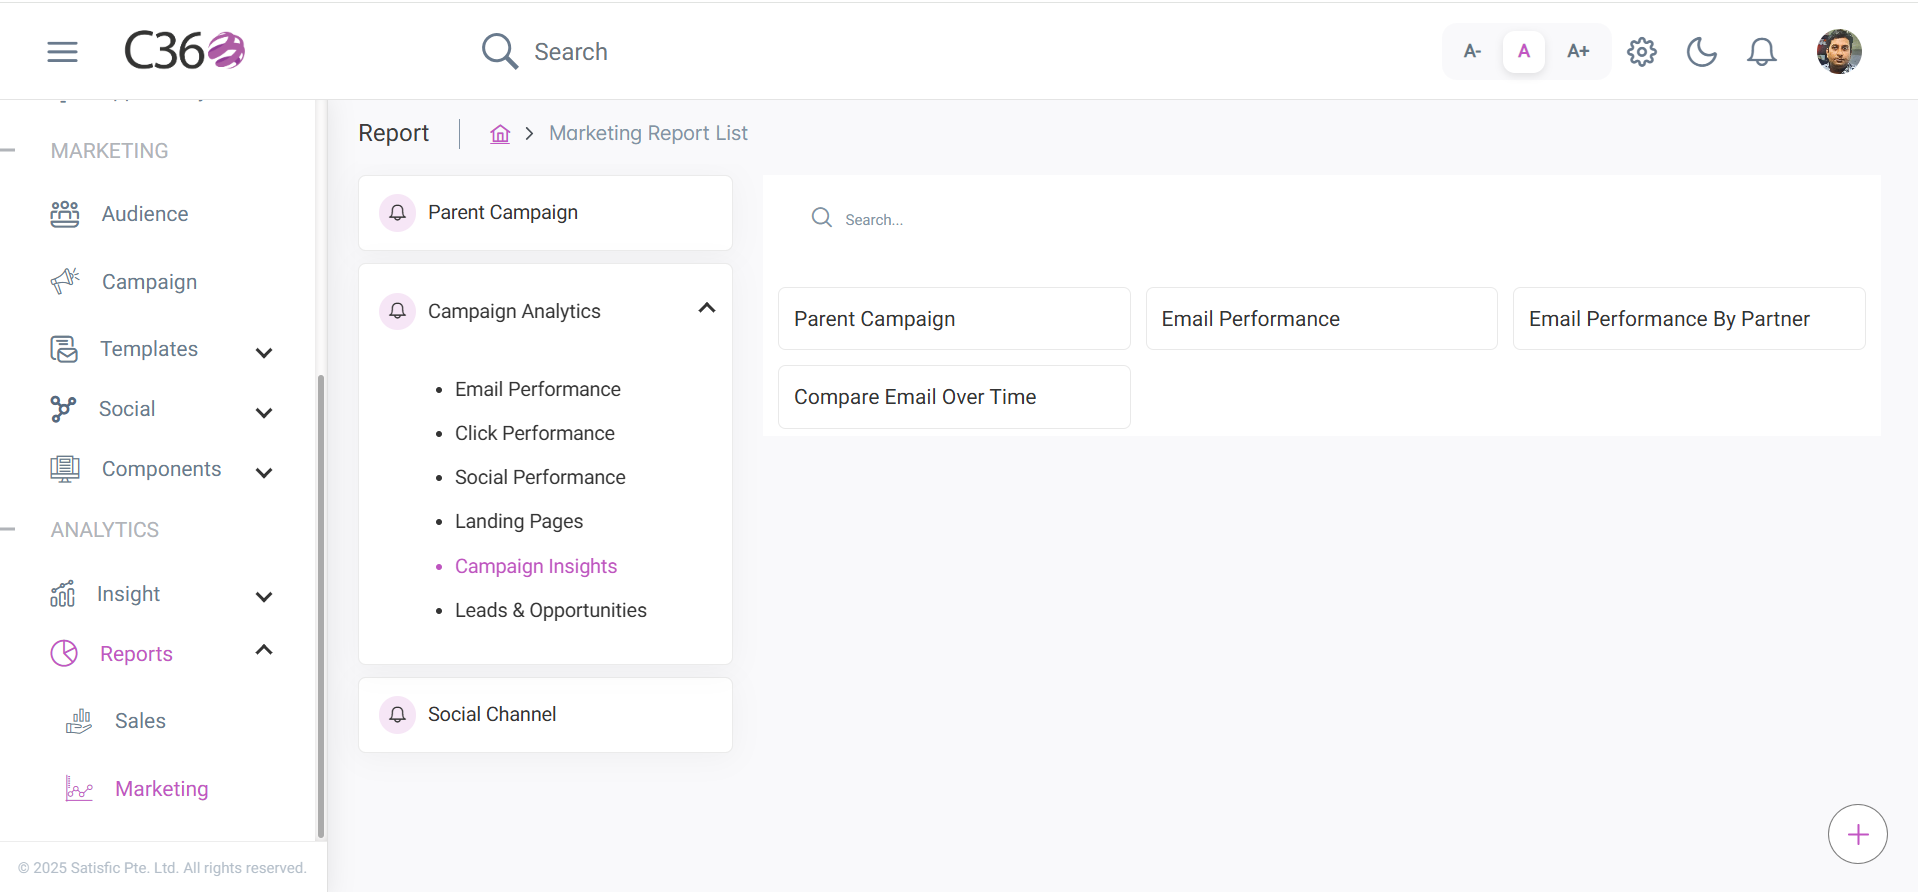 C360
Search
A-
A
A+
MARKETING
Audience
Campaign
Templates
Social
Components
ANALYTICS
Insight
Reports
Sales
Marketing
© 2025 Satisfic Pte. Ltd. All rights reserved.
Report
Marketing Report List
Parent Campaign
Campaign Analytics
Email Performance
Click Performance
Social Performance
Landing Pages
Campaign Insights
Leads & Opportunities
Social Channel
Search...
Parent Campaign
Email Performance
Email Performance By Partner
Compare Email Over Time